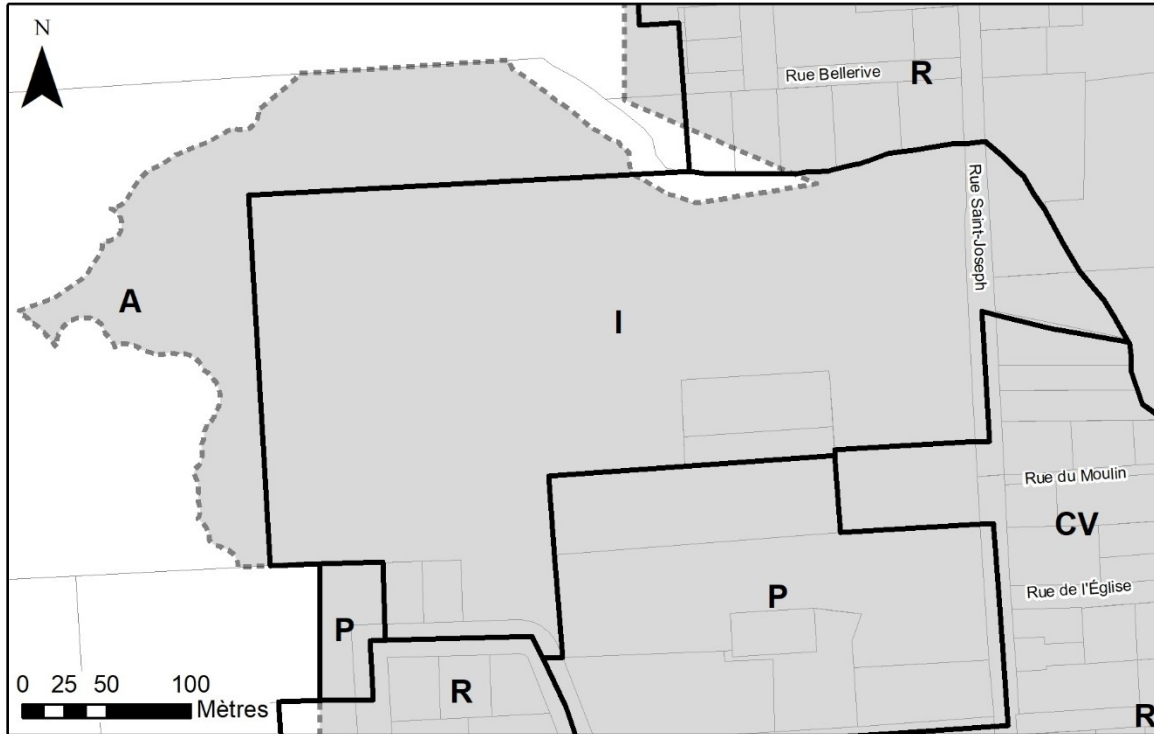 N
Rue Bellerive
R
Rue Saint-Joseph
A
I
Rue du Moulin
CV
Rue de l'Église
P
P
R
R
0 25 50 100
Mètres